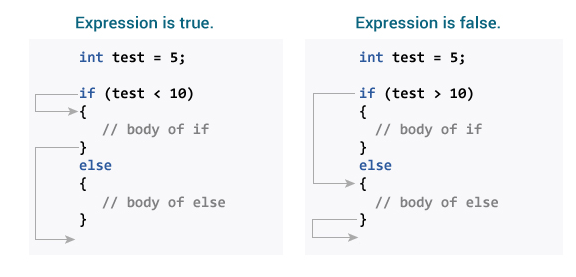 Expression is true.
int test = 5;
if (test < 10)
{
// body of if
}
else
{
// body of else
}
Expression is false.
int test = 5;
if (test > 10)
{
// body of if
}
else
{
// body of else
}